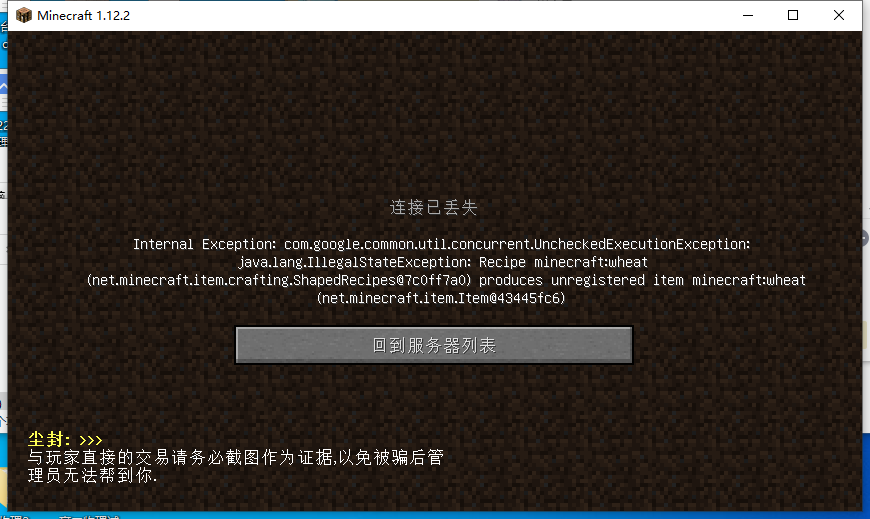 Minecraft 1.12.2
连接已丢失
Internal Exception: com.google.common.util.concurrent.UncheckedExecutionException:
java.lang.IllegalStateException: Recipe minecraft:wheat
(net.minecraft.item.crafting.ShapedRecipes@7c0ff7a0) produces unregistered item minecraft:wheat
(net.minecraft.item.Item@43445fc6)
回到服务器列表
尘封: >>>
与玩家直接的交易请务必截图作为证据,以免被骗后管
理员无法帮到你.